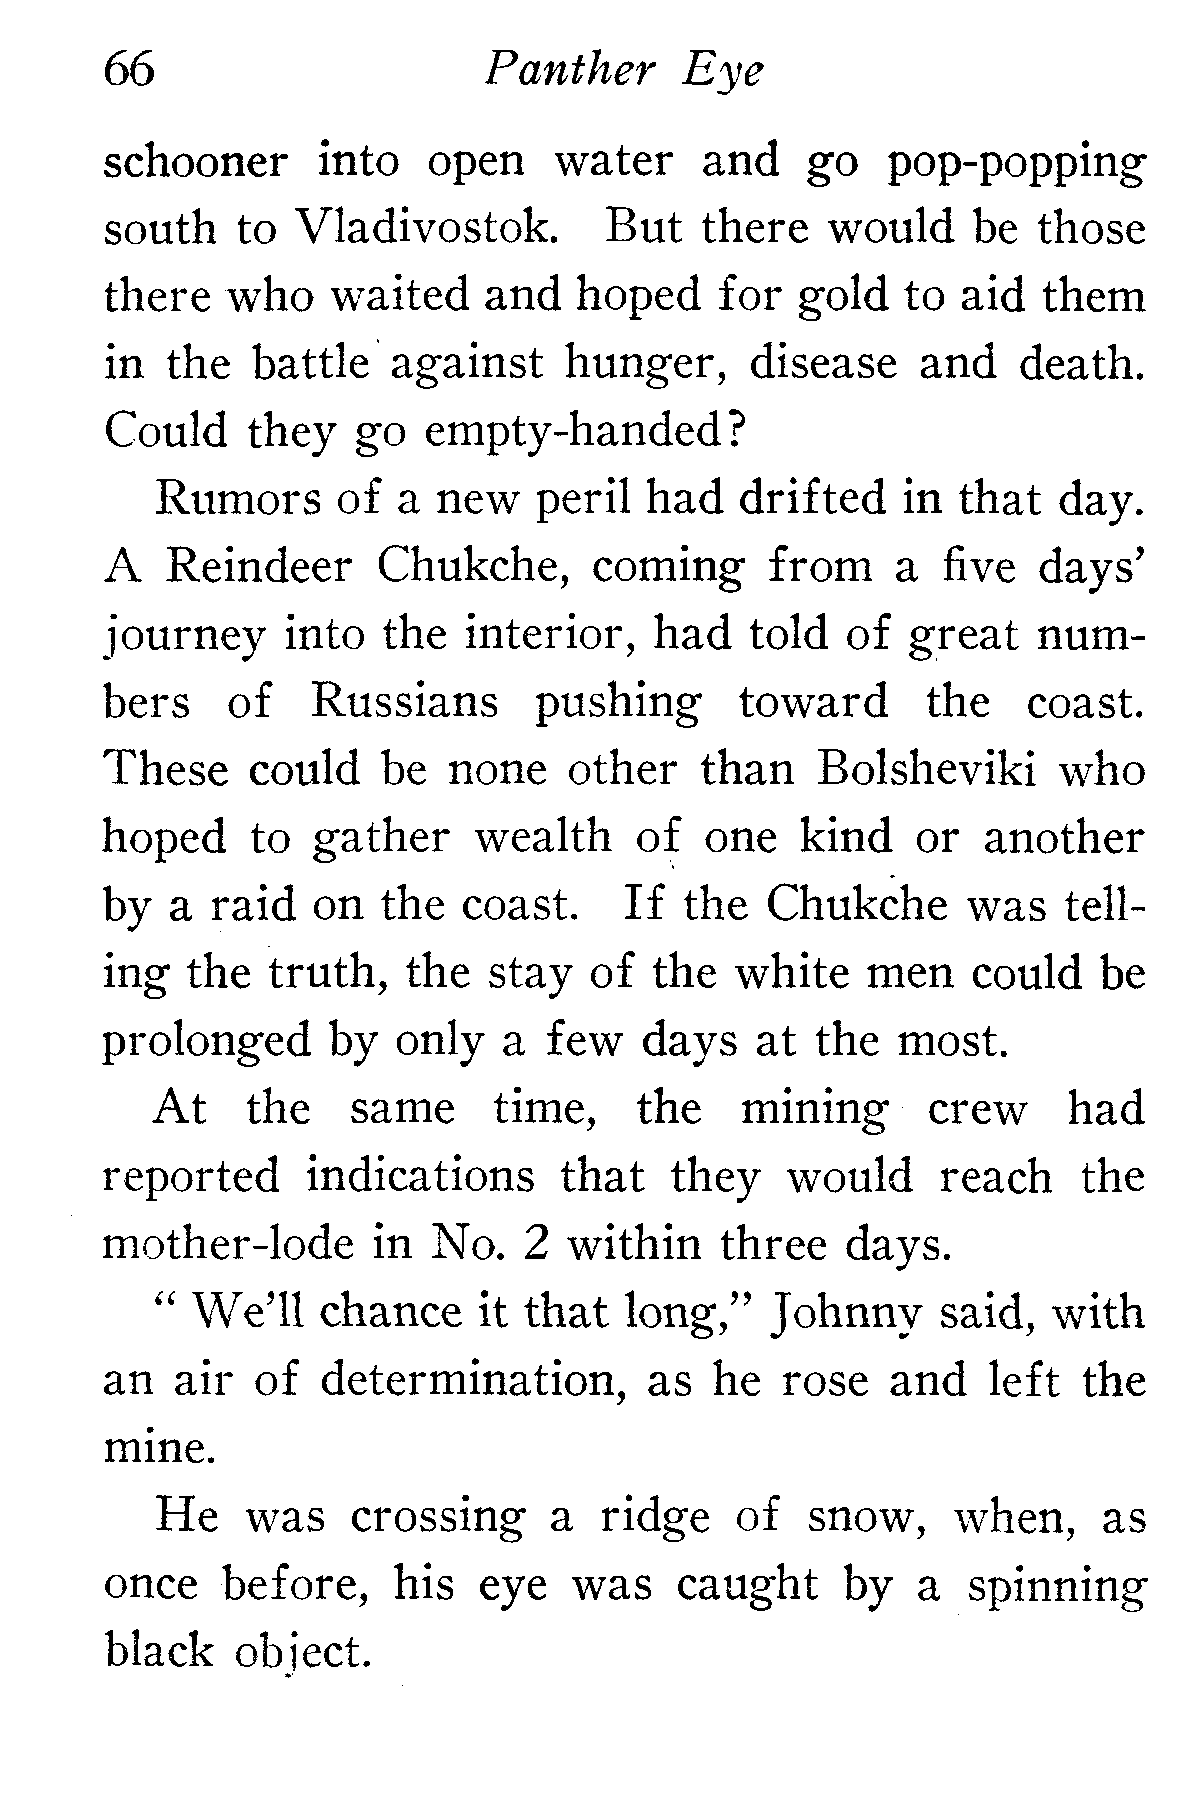 66 Panther Eye
schooner into open water and go pop-popping
south to Vladivostok. But there would be those
there who waited and hoped for gold to aid them
in the battle against hunger, disease and death.
Could they go empty-handed?
Rumors of a new peril had drifted in that day.
A Reindeer Chukche, coming from a five days’
journey into the interior, had told of great num-
bers of Russians pushing toward the coast.
These could be none other than Bolsheviki who
hoped to gather wealth of one kind or another
by a raid on the coast. If the Chukche was tell-
ing the truth, the stay of the white men could be
prolonged by only a few days at the most.
At the same time, the mining crew had
reported indications that they would reach the
mother-lode in No. 2 within three days.
“ We’ll chance it that long,” Johnny said, with
an air of determination, as he rose and left the
mine.
He was crossing a ridge of snow, when, as
once before, his eye was caught by a spinning
black object.